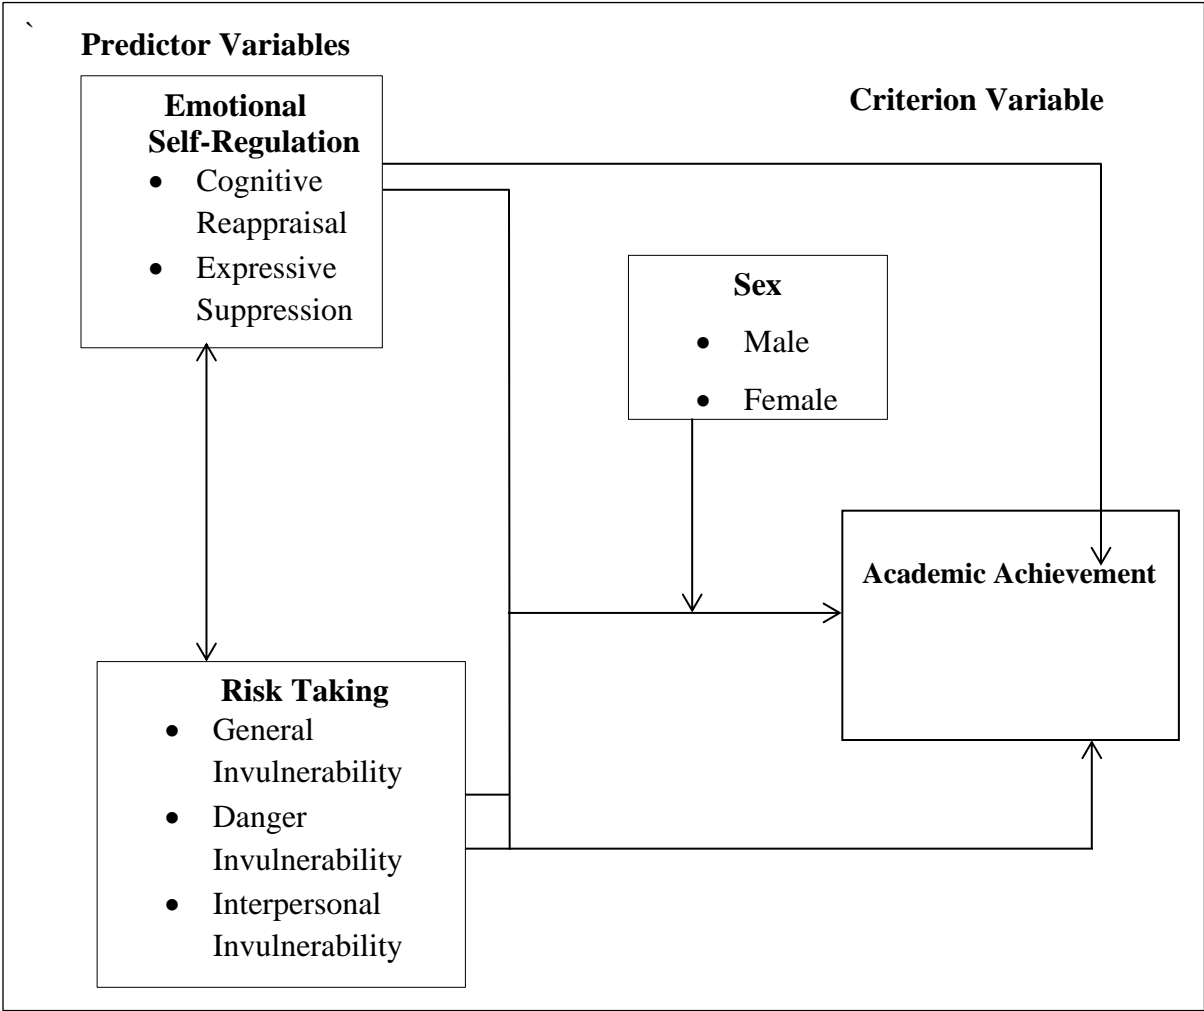 `
Predictor Variables
Emotional
Self-Regulation
• Cognitive
Reappraisal
• Expressive
Suppression
Criterion Variable
Sex
• Male
• Female
Academic Achievement
Risk Taking
• General
Invulnerability
• Danger
Invulnerability
• Interpersonal
Invulnerability